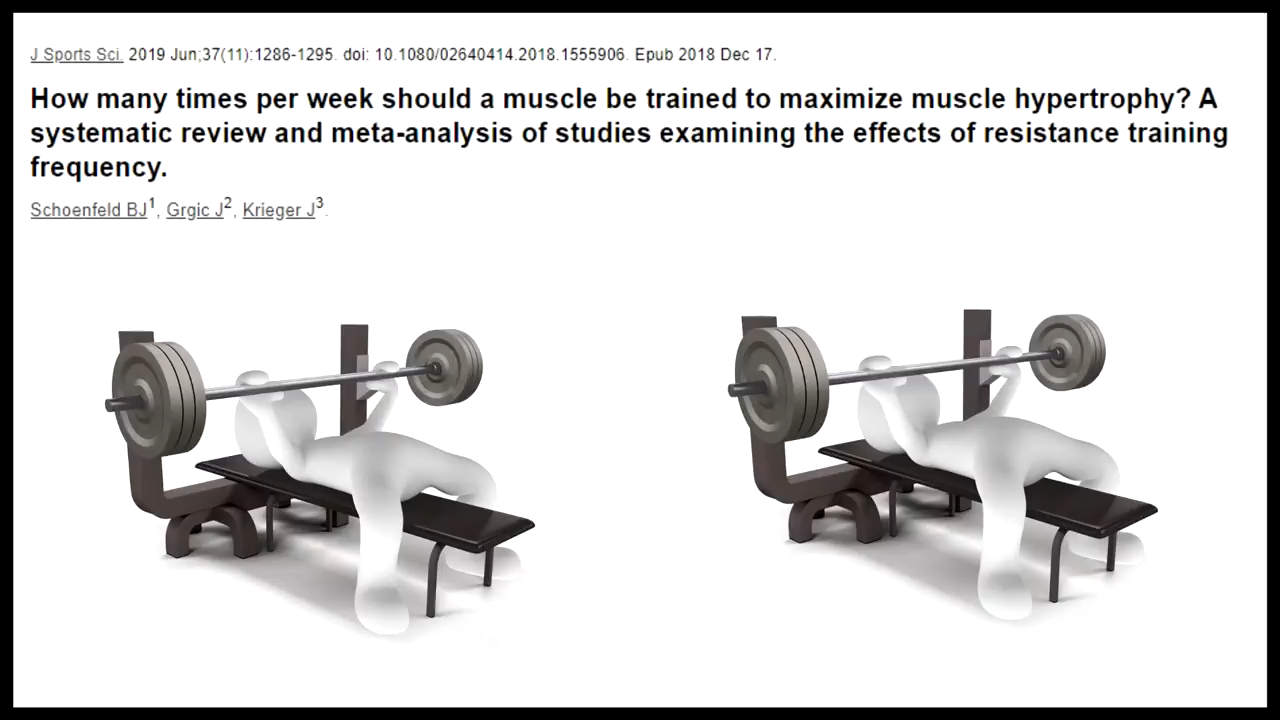 J Sports Sci. 2019 Jun;37(11):1286-1295. doi: 10.1080/02640414.2018.1555906. Epub 2018 Dec 17.
How many times per week should a muscle be trained to maximize muscle hypertrophy? A
systematic review and meta-analysis of studies examining the effects of resistance training
frequency.
Schoenfeld BJ1, Grgic J2, Krieger J3.